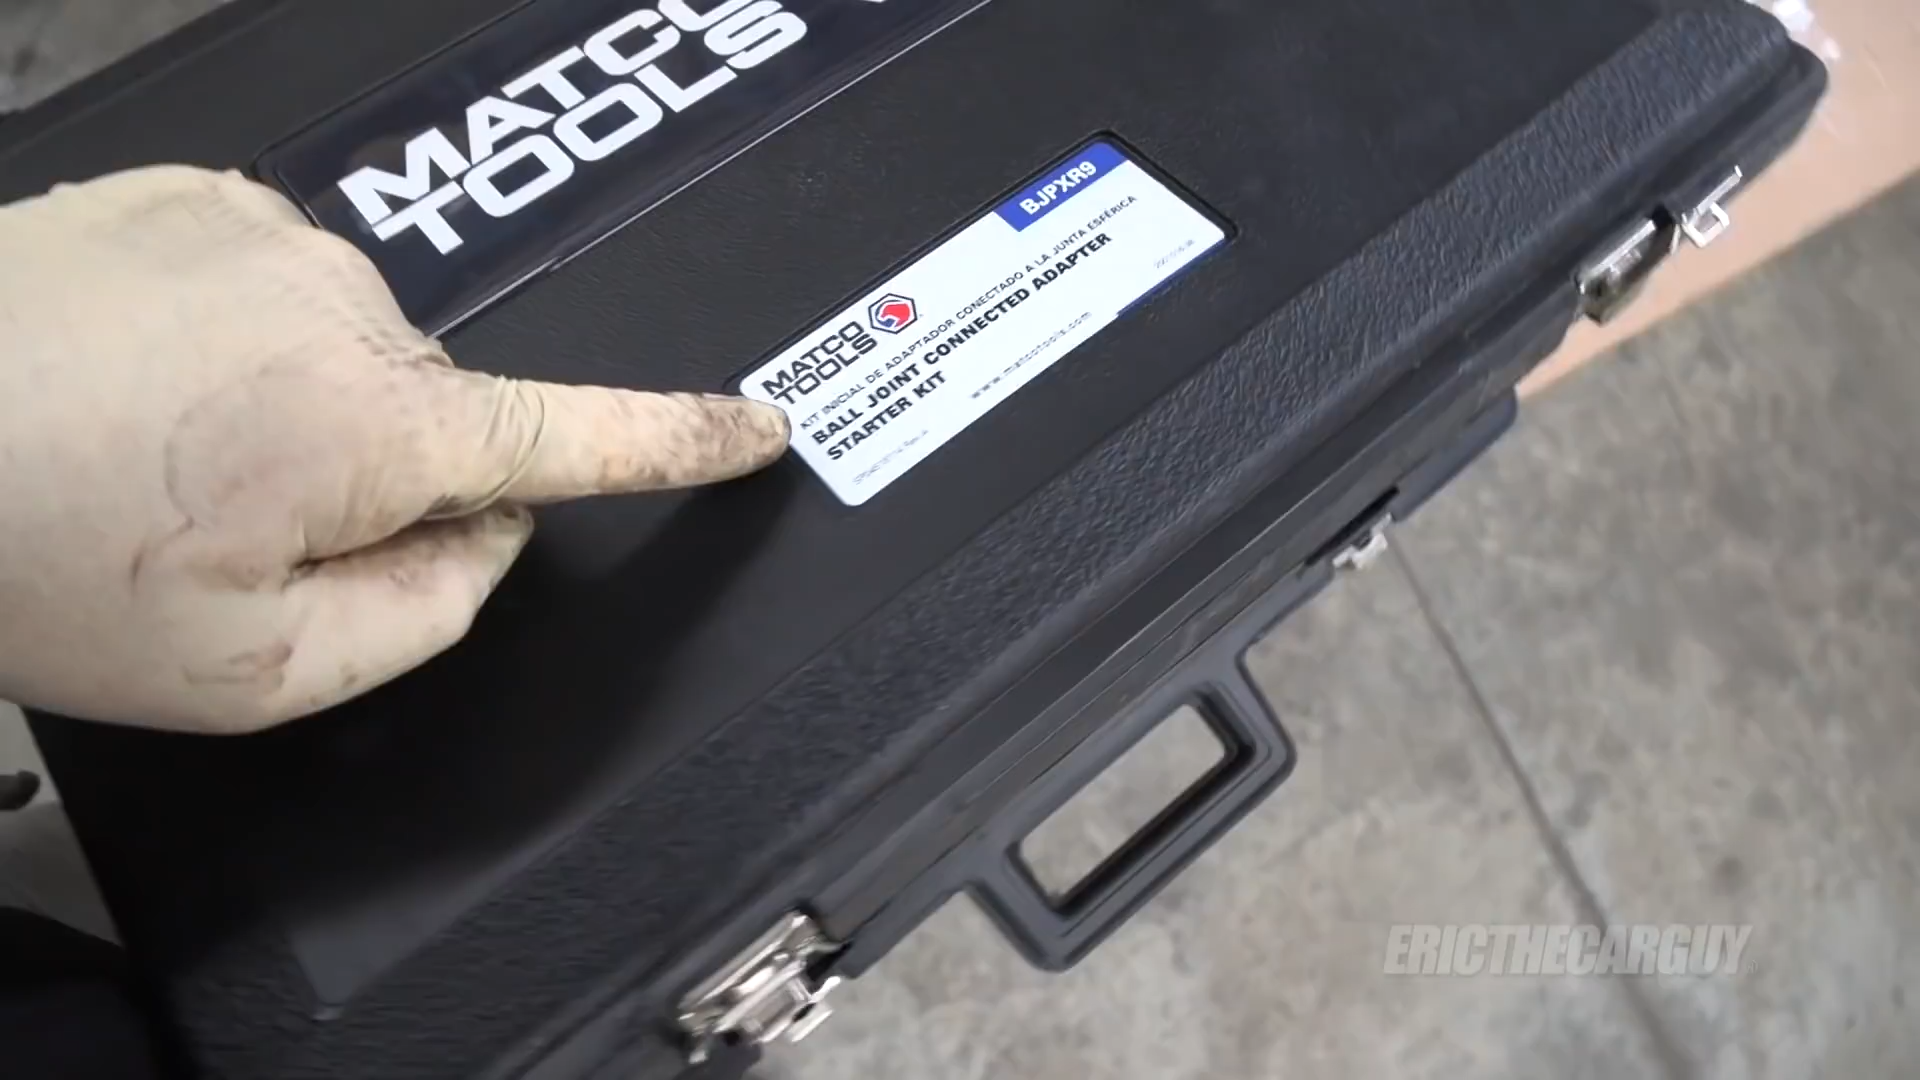 MATCO
TOOLS
BJPXR9
MATCO
TOOLS
KIT INICIAL DE ADAPTADOR CONECTADO A LA JUNTA ESFÉRICA
BALL JOINT CONNECTED ADAPTER
STARTER KIT
www.matcotools.com
ERICTHECARGUY